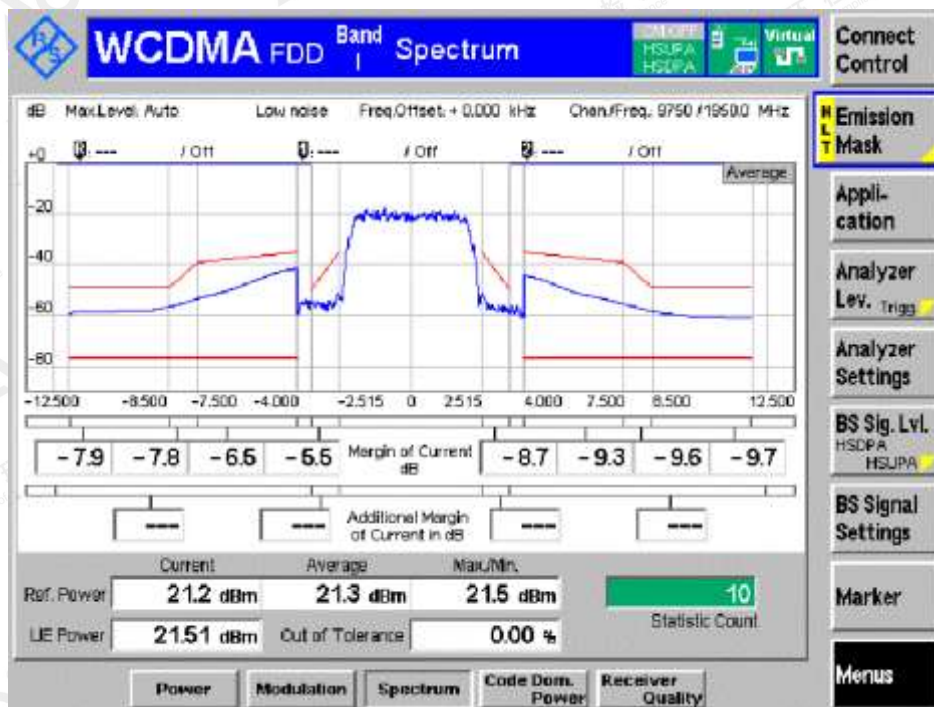 WCDMA FDD Band I Spectrum
HSUPA
HSDPA
Virtual
Connect Control
dB Max.Level: Auto Low noise Freq.Offset: + 0.000 kHz Chan./Freq.: 9750 / 1950.0 MHz
Emission Mask
NLT
+0 --- / Off --- / Off 2: --- / Off
Average
-20
-40
-60
-80
-12.500 -8.500 -7.500 -4.000 -2.515 0 2.515 4.000 7.500 8.500 12.500
Appli-
cation
Analyzer
Lev. Trigg.
Analyzer
Settings
-7.9 -7.8 -6.6 -5.5 Margin of Current dB -8.7 -9.3 -9.6 -9.7
BS Sig. Lvl.
HSDPA
HSUPA
--- --- Additional Margin of Current in dB --- ---
BS Signal
Settings
Current Average Max./Min.
Ref. Power 21.2 dBm 21.3 dBm 21.5 dBm 10
Statistic Count
UE Power 21.51 dBm Out of Tolerance 0.00 %
Marker
Menus
Power Modulation Spectrum Code Dom. Power Receiver Quality